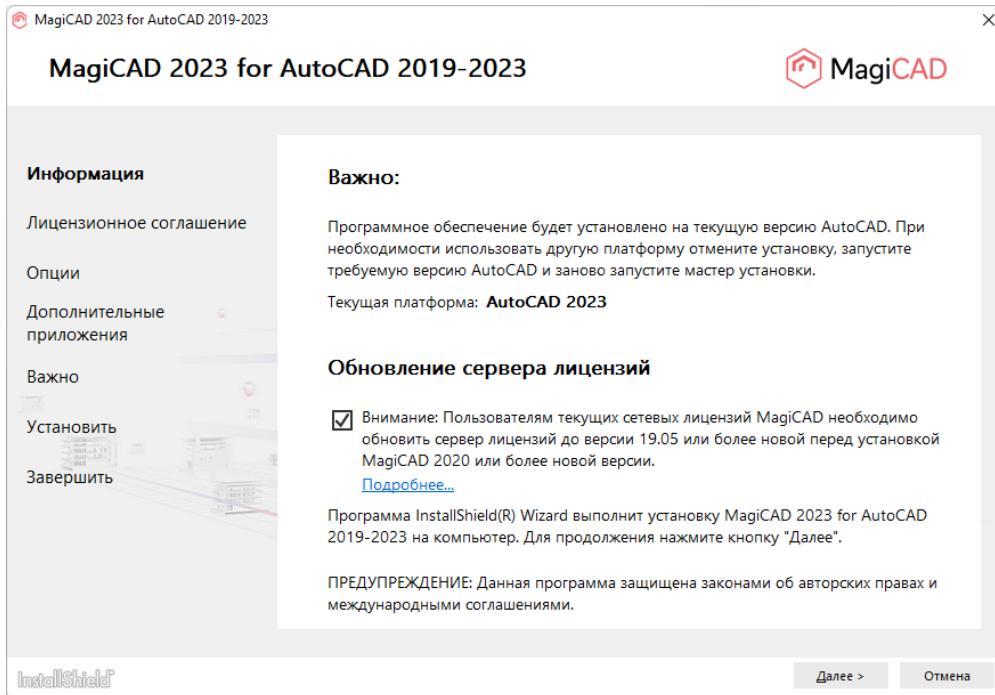 MagiCAD 2023 for AutoCAD 2019-2023
MagiCAD 2023 for AutoCAD 2019-2023
MagiCAD
Информация
Лицензионное соглашение
Опции
Дополнительные
приложения
Важно
Установить
Завершить
Важно:
Программное обеспечение будет установлено на текущую версию AutoCAD. При
необходимости использовать другую платформу отмените установку, запустите
требуемую версию AutoCAD и заново запустите мастер установки.
Текущая платформа: AutoCAD 2023
Обновление сервера лицензий
Внимание: Пользователям текущих сетевых лицензий MagiCAD необходимо
обновить сервер лицензий до версии 19.05 или более новой перед установкой
MagiCAD 2020 или более новой версии.
Подробнее...
Программа InstallShield(R) Wizard выполнит установку MagiCAD 2023 for AutoCAD
2019-2023 на компьютер. Для продолжения нажмите кнопку "Далее".
ПРЕДУПРЕЖДЕНИЕ: Данная программа защищена законами об авторских правах и
международными соглашениями.
InstallShield
Далее >
Отмена